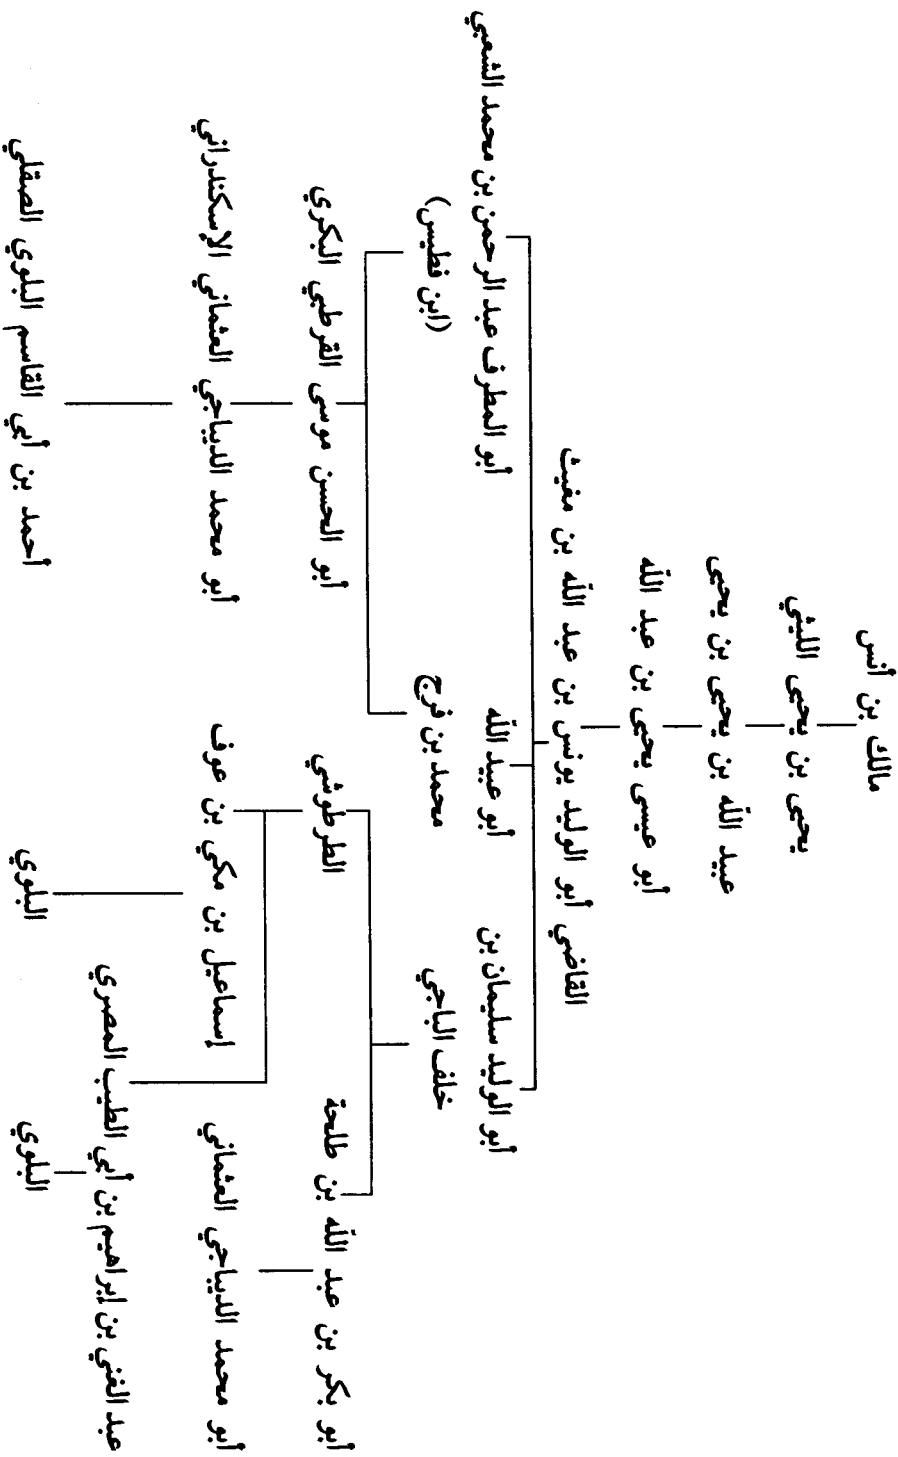 مالك بن أنس
يحيى بن يحيى الليثي
عبيد الله بن يحيى بن يحيى
أبو عيسى يحيى بن عبد الله
القاضي أبو الوليد يونس بن عبد الله بن مغيث
أبو الوليد سليمان بن
خلف الباجي
أبو عبيد الله
محمد بن فرج
أبو المطرف عبد الرحمن بن محمد الشعبي
(ابن فطيس)
أبو بكر بن عبد الله بن طلحة
الطرطوشي
أبو الحسن موسى القرطبي البكري
أبو محمد الديباجي العثماني
إسماعيل بن مكي بن عوف
أبو محمد الديباجي العثماني الإسكندراني
عبد الغني بن إبراهيم بن أبي الطيب المصري
البلوي
البلوي
أحمد بن أبي القاسم البلوي الصقلي